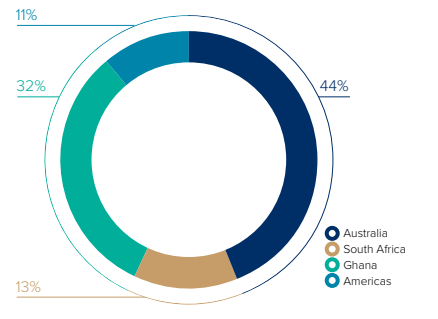 11%
32%
44%
Australia
South Africa
Ghana
Americas
13%